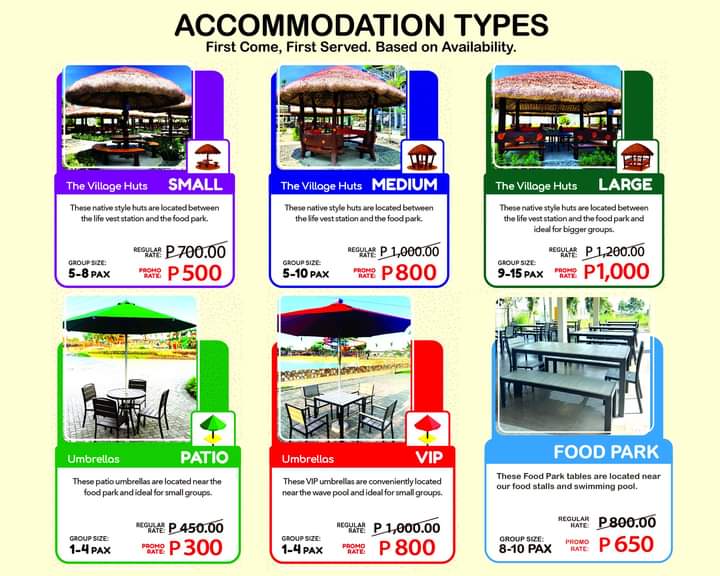 ACCOMMODATION TYPES
First Come, First Served. Based on Availability.
The Village Huts SMALL
These native style huts are located between
the life vest station and the food park.
REGULAR RATE: P 700.00
GROUP SIZE: 5-8 PAX
PROMO RATE: P 500
The Village Huts MEDIUM
These native style huts are located between
the life vest station and the food park.
REGULAR RATE: P 1,000.00
GROUP SIZE: 5-10 PAX
PROMO RATE: P 800
The Village Huts LARGE
These native style huts are located between
the life vest station and the food park and
ideal for bigger groups.
REGULAR RATE: P 1,200.00
GROUP SIZE: 9-15 PAX
PROMO RATE: P 1,000
Umbrellas PATIO
These patio umbrellas are located near the
food park and ideal for small groups.
REGULAR RATE: P 450.00
GROUP SIZE: 1-4 PAX
PROMO RATE: P 300
Umbrellas VIP
These VIP umbrellas are conveniently located
near the wave pool and ideal for small groups.
REGULAR RATE: P 1,000.00
GROUP SIZE: 1-4 PAX
PROMO RATE: P 800
FOOD PARK
These Food Park tables are located near
our food stalls and swimming pool.
REGULAR RATE: P 800.00
GROUP SIZE: 8-10 PAX
PROMO RATE: P 650